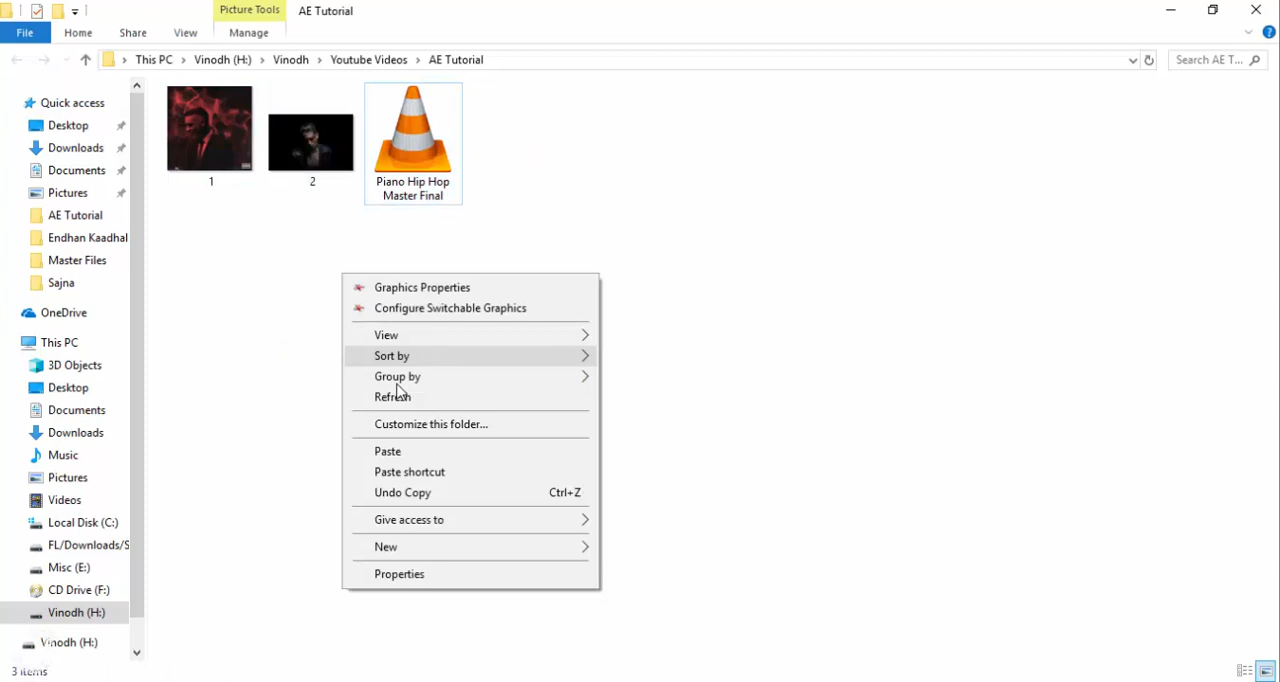 Picture Tools
AE Tutorial
File
Home
Share
View
Manage
This PC
Vinodh (H:)
Vinodh
Youtube Videos
AE Tutorial
Search AE T...
Quick access
Desktop
Downloads
Documents
Pictures
AE Tutorial
Endhan Kaadhal
Master Files
Sajna
OneDrive
This PC
3D Objects
Desktop
Documents
Downloads
Music
Pictures
Videos
Local Disk (C:)
FL/Downloads/S
Misc (E:)
CD Drive (F:)
Vinodh (H:)
Vinodh (H:)
1
2
Piano Hip Hop
Master Final
Graphics Properties
Configure Switchable Graphics
View
Sort by
Group by
Refresh
Customize this folder...
Paste
Paste shortcut
Undo Copy Ctrl+Z
Give access to
New
Properties
3 items